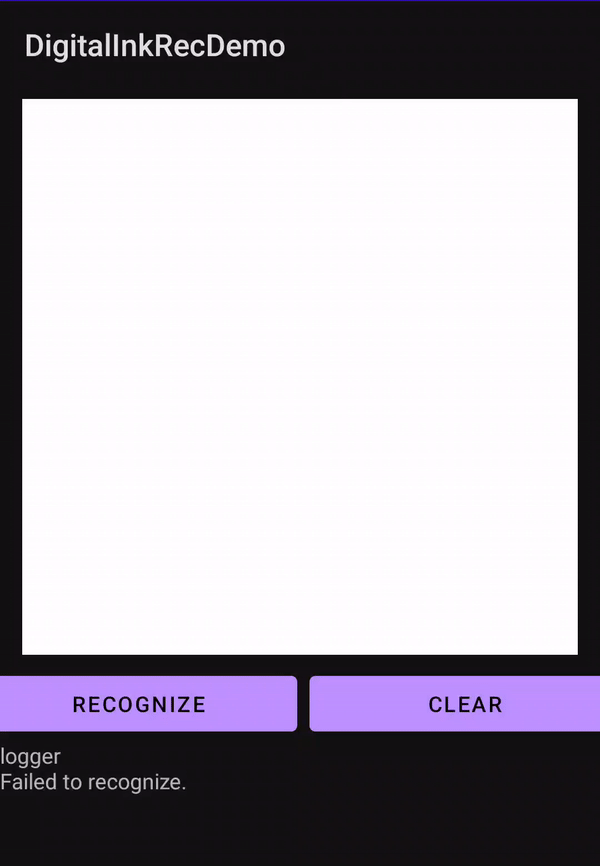 DigitalInkRecDemo
RECOGNIZE
CLEAR
logger
Failed to recognize.